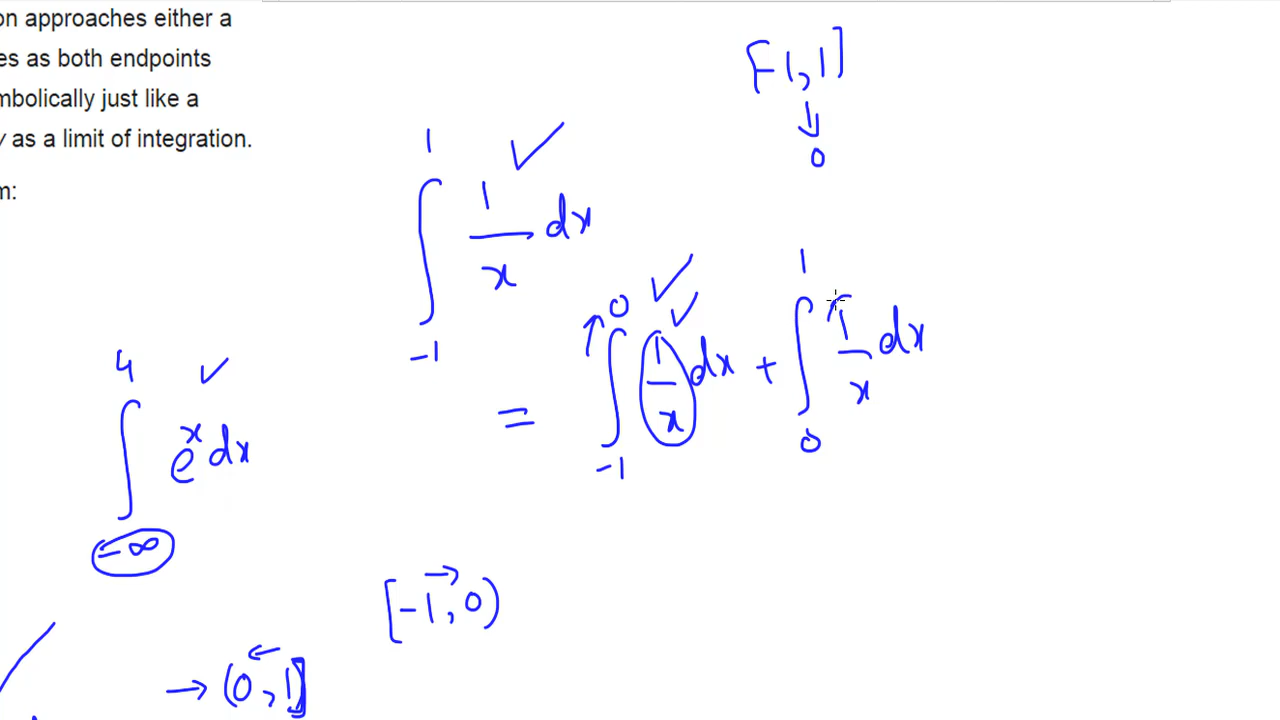 on approaches either a
es as both endpoints
mbolically just like a
y as a limit of integration.
m:
[-1, 1]
↓
0
∫_{-1}^{1} 1/x dx ✓
= ∫_{-1}^{0} 1/x dx + ∫_{0}^{1} 1/x dx
∫_{-∞}^{4} e^x dx ✓
[-1, 0)
→ (0, 1]